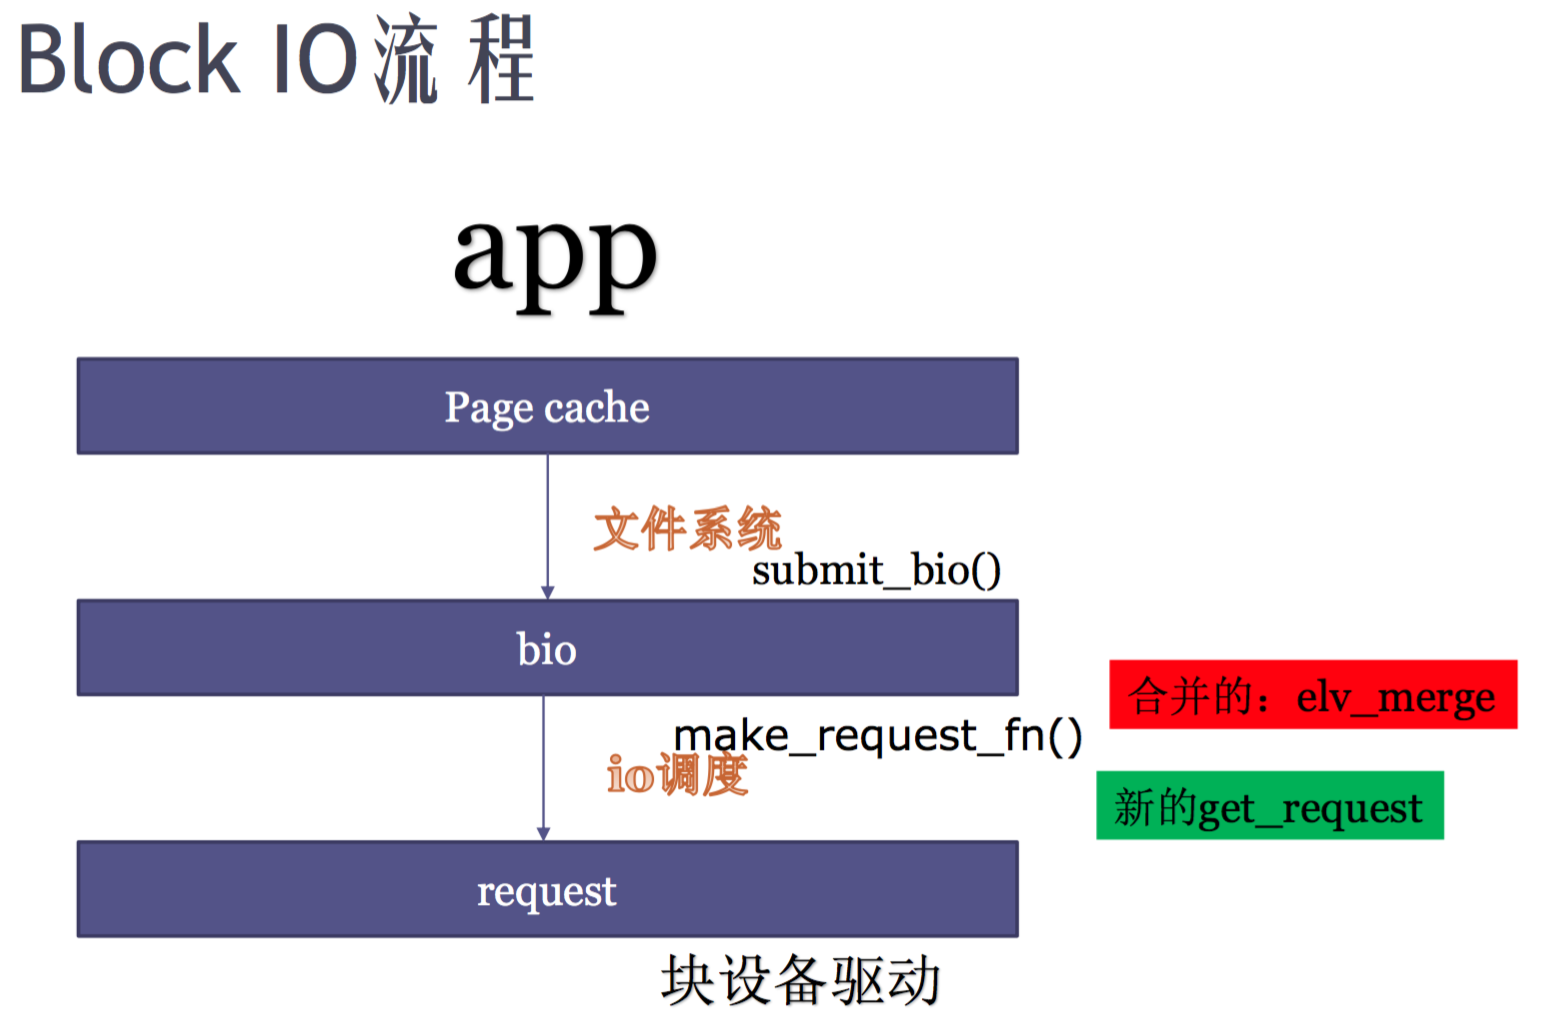 Block IO流 程
app
Page cache
文件系统
submit_bio()
bio
合并的：elv_merge
make_request_fn()
io调度
新的get_request
request
块设备驱动